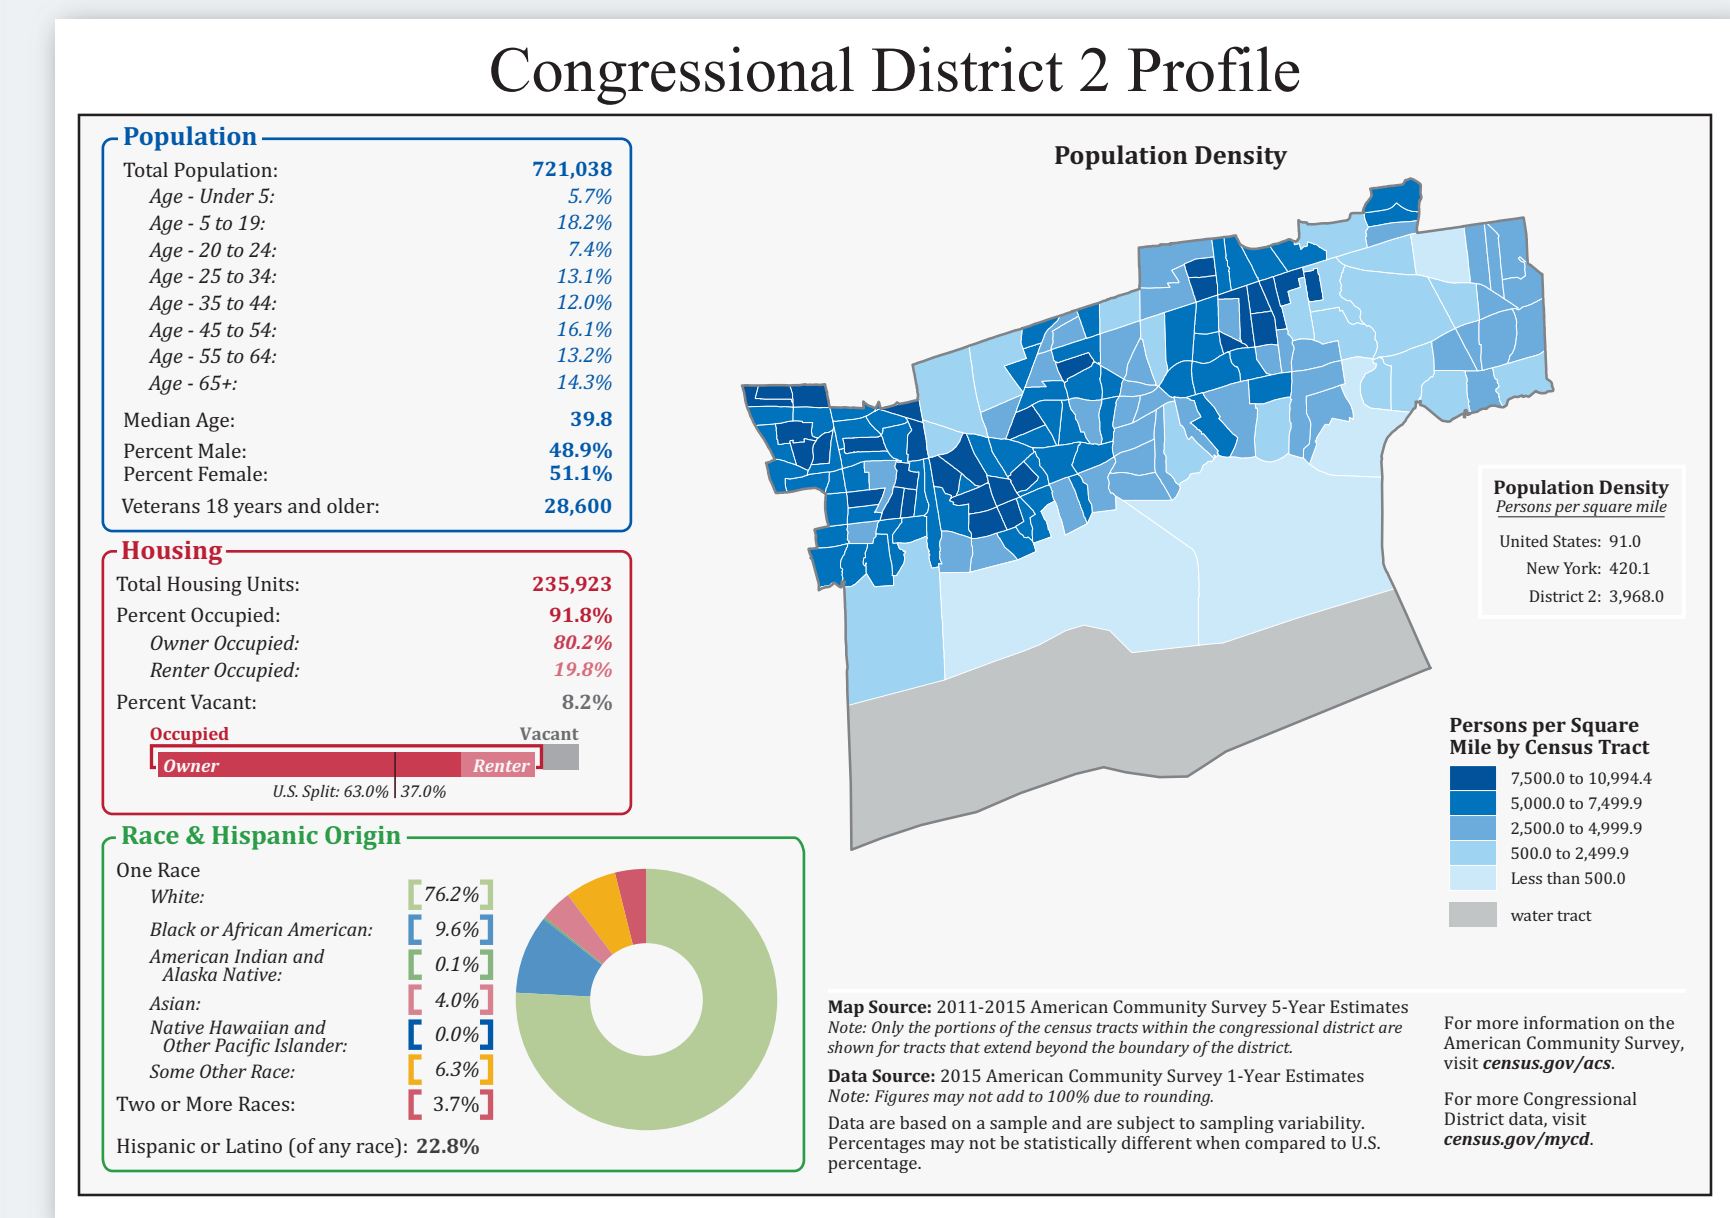 Congressional District 2 Profile
Population
Total Population: 721,038
Age - Under 5: 5.7%
Age - 5 to 19: 18.2%
Age - 20 to 24: 7.4%
Age - 25 to 34: 13.1%
Age - 35 to 44: 12.0%
Age - 45 to 54: 16.1%
Age - 55 to 64: 13.2%
Age - 65+: 14.3%
Median Age: 39.8
Percent Male: 48.9%
Percent Female: 51.1%
Veterans 18 years and older: 28,600
Housing
Total Housing Units: 235,923
Percent Occupied: 91.8%
Owner Occupied: 80.2%
Renter Occupied: 19.8%
Percent Vacant: 8.2%
Occupied Vacant
Owner Renter
U.S. Split: 63.0% 37.0%
Race & Hispanic Origin
One Race
White: 76.2%
Black or African American: 9.6%
American Indian and
Alaska Native: 0.1%
Asian: 4.0%
Native Hawaiian and
Other Pacific Islander: 0.0%
Some Other Race: 6.3%
Two or More Races: 3.7%
Hispanic or Latino (of any race): 22.8%
Population Density
Population Density
Persons per square mile
United States: 91.0
New York: 420.1
District 2: 3,968.0
Persons per Square
Mile by Census Tract
7,500.0 to 10,994.4
5,000.0 to 7,499.9
2,500.0 to 4,999.9
500.0 to 2,499.9
Less than 500.0
water tract
Map Source: 2011-2015 American Community Survey 5-Year Estimates
Note: Only the portions of the census tracts within the congressional district are
shown for tracts that extend beyond the boundary of the district.
Data Source: 2015 American Community Survey 1-Year Estimates
Note: Figures may not add to 100% due to rounding.
Data are based on a sample and are subject to sampling variability.
Percentages may not be statistically different when compared to U.S.
percentage.
For more information on the
American Community Survey,
visit census.gov/acs.
For more Congressional
District data, visit
census.gov/mycd.